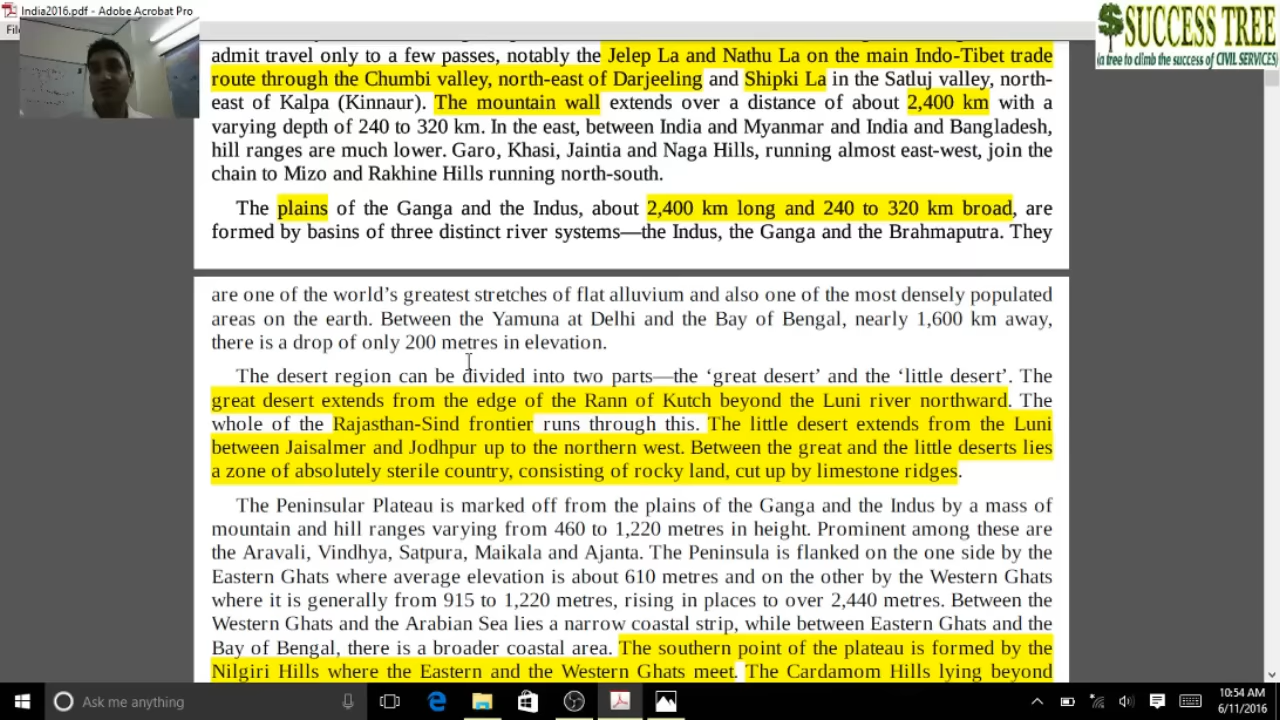 India2016.pdf - Adobe Acrobat Pro
SUCCESS TREE
(a tree to climb the success of CIVIL SERVICES)
admit travel only to a few passes, notably the Jelep La and Nathu La on the main Indo-Tibet trade
route through the Chumbi valley, north-east of Darjeeling and Shipki La in the Satluj valley, north-
east of Kalpa (Kinnaur). The mountain wall extends over a distance of about 2,400 km with a
varying depth of 240 to 320 km. In the east, between India and Myanmar and India and Bangladesh,
hill ranges are much lower. Garo, Khasi, Jaintia and Naga Hills, running almost east-west, join the
chain to Mizo and Rakhine Hills running north-south.
The plains of the Ganga and the Indus, about 2,400 km long and 240 to 320 km broad, are
formed by basins of three distinct river systems—the Indus, the Ganga and the Brahmaputra. They
are one of the world’s greatest stretches of flat alluvium and also one of the most densely populated
areas on the earth. Between the Yamuna at Delhi and the Bay of Bengal, nearly 1,600 km away,
there is a drop of only 200 metres in elevation.
The desert region can be divided into two parts—the ‘great desert’ and the ‘little desert’. The
great desert extends from the edge of the Rann of Kutch beyond the Luni river northward. The
whole of the Rajasthan-Sind frontier runs through this. The little desert extends from the Luni
between Jaisalmer and Jodhpur up to the northern west. Between the great and the little deserts lies
a zone of absolutely sterile country, consisting of rocky land, cut up by limestone ridges.
The Peninsular Plateau is marked off from the plains of the Ganga and the Indus by a mass of
mountain and hill ranges varying from 460 to 1,220 metres in height. Prominent among these are
the Aravali, Vindhya, Satpura, Maikala and Ajanta. The Peninsula is flanked on the one side by the
Eastern Ghats where average elevation is about 610 metres and on the other by the Western Ghats
where it is generally from 915 to 1,220 metres, rising in places to over 2,440 metres. Between the
Western Ghats and the Arabian Sea lies a narrow coastal strip, while between Eastern Ghats and the
Bay of Bengal, there is a broader coastal area. The southern point of the plateau is formed by the
Nilgiri Hills where the Eastern and the Western Ghats meet. The Cardamom Hills lying beyond
Ask me anything
10:54 AM
6/11/2016